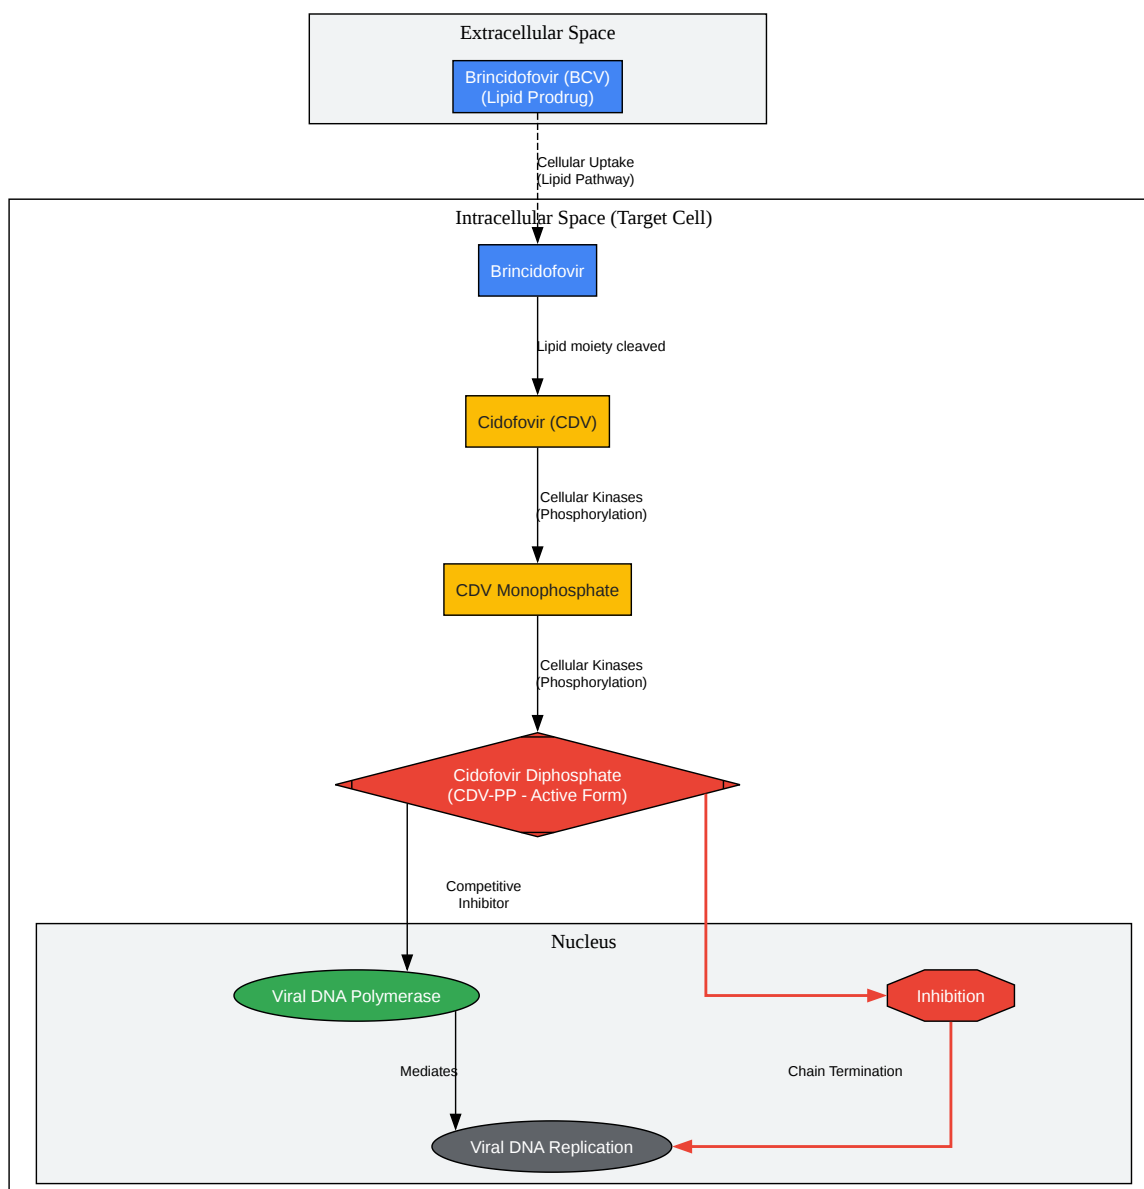 Extracellular Space
Brincidofovir (BCV)
(Lipid Prodrug)
Cellular Uptake
(Lipid Pathway)
Intracellular Space (Target Cell)
Brincidofovir
Lipid moiety cleaved
Cidofovir (CDV)
Cellular Kinases
(Phosphorylation)
CDV Monophosphate
Cellular Kinases
(Phosphorylation)
Cidofovir Diphosphate
(CDV-PP - Active Form)
Competitive
Inhibitor
Nucleus
Viral DNA Polymerase
Inhibition
Mediates
Chain Termination
Viral DNA Replication